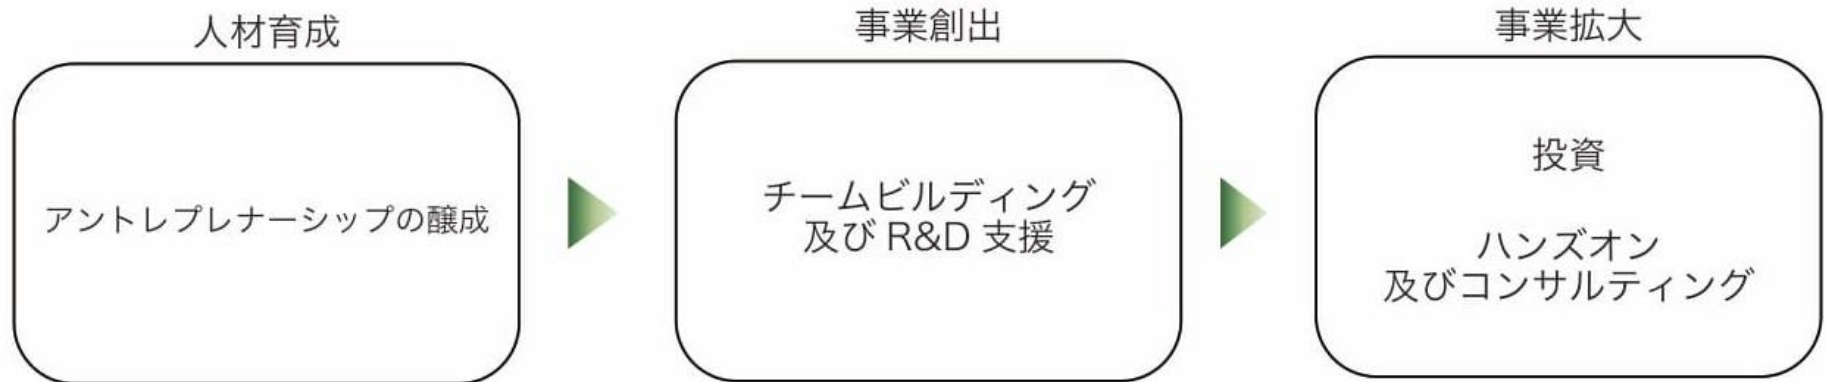 人材育成
アントレプレナーシップの醸成
事業創出
チームビルディング
及び R&D 支援
事業拡大
投資
ハンズオン
及びコンサルティング